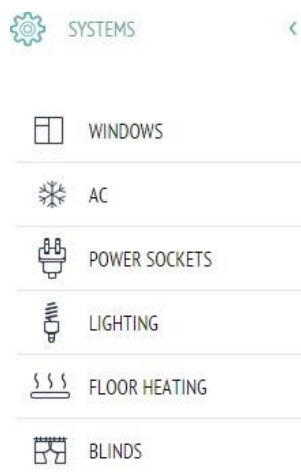 SYSTEMS
WINDOWS
AC
POWER SOCKETS
LIGHTING
FLOOR HEATING
BLINDS